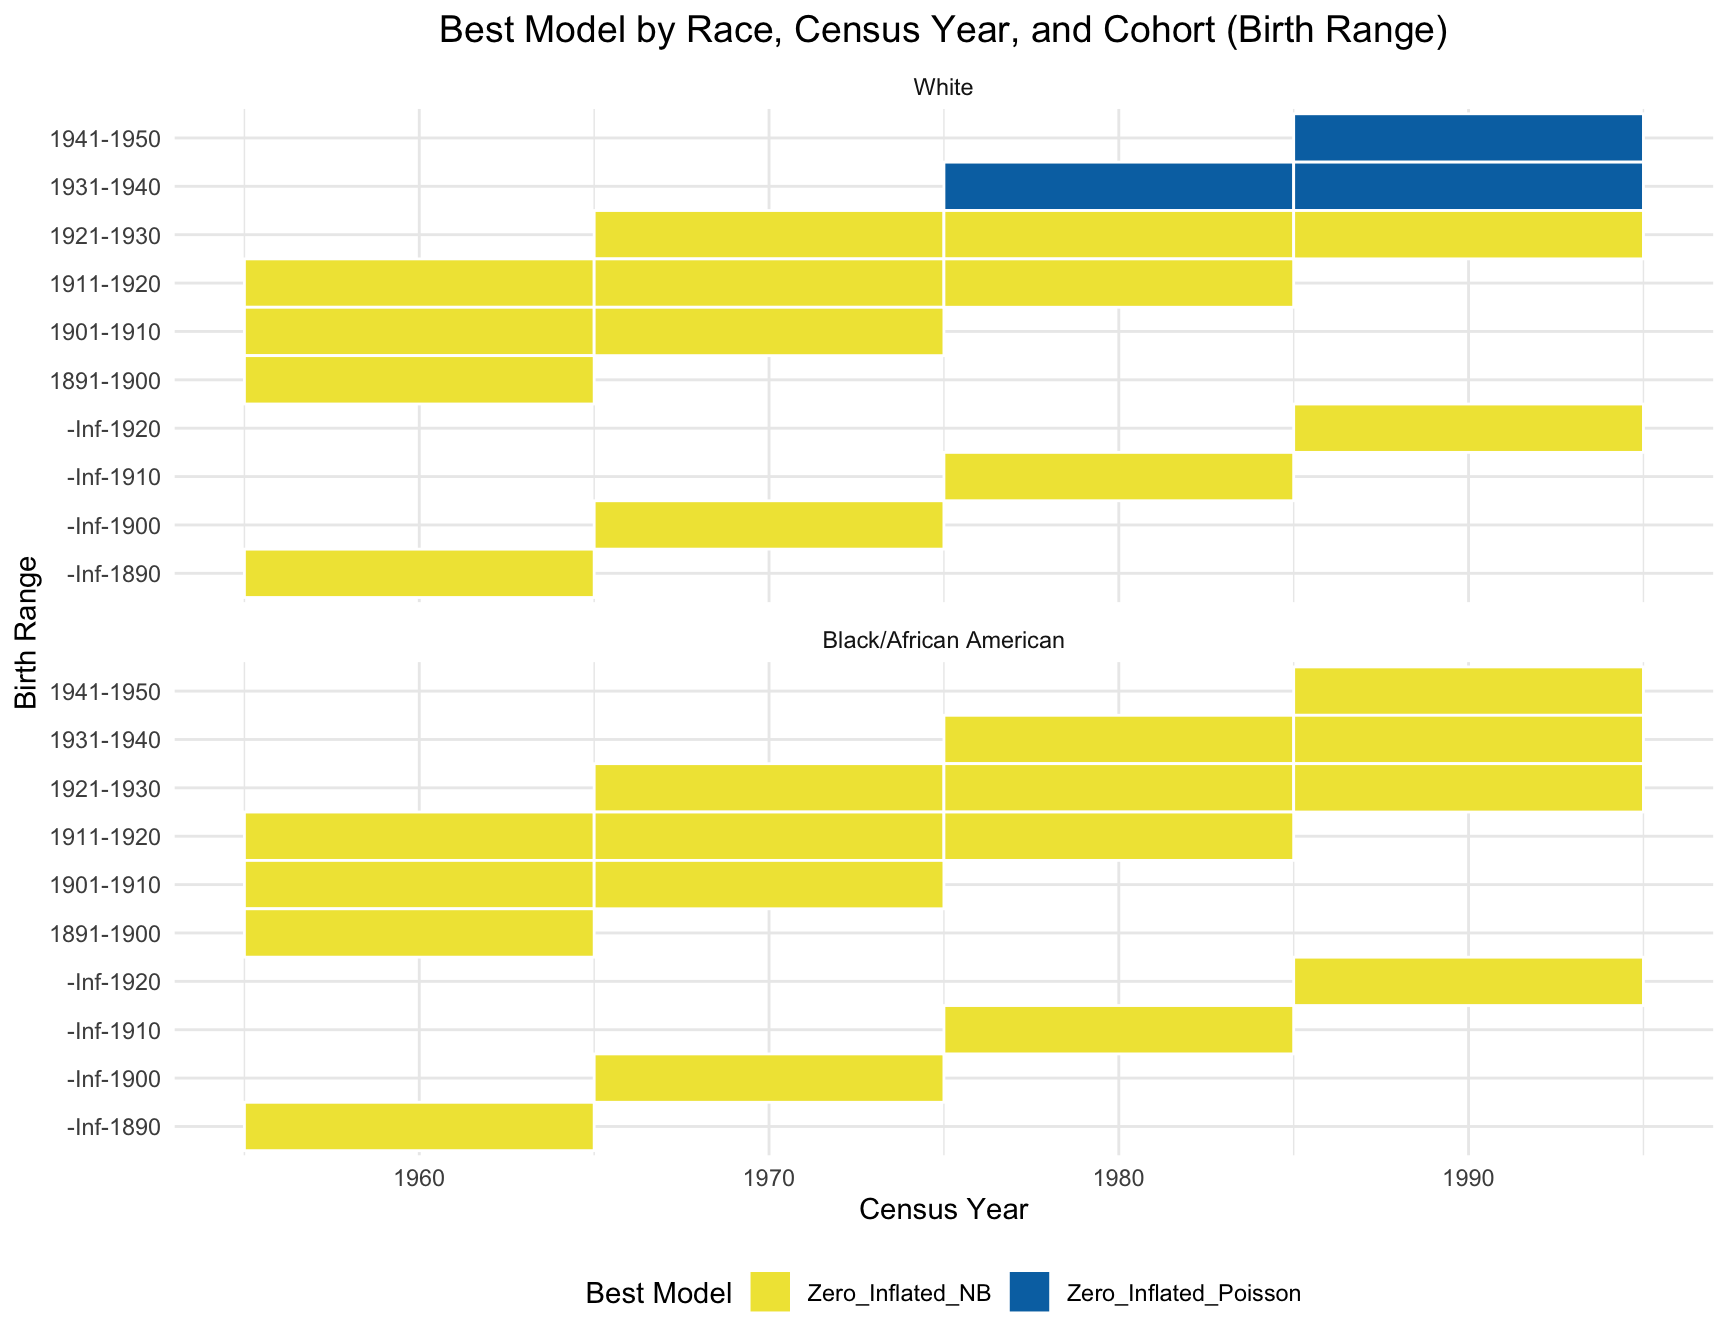 Best Model by Race, Census Year, and Cohort (Birth Range)
White
1941-1950
1931-1940
1921-1930
1911-1920
1901-1910
1891-1900
-Inf-1920
-Inf-1910
-Inf-1900
-Inf-1890
Birth Range
Black/African American
1941-1950
1931-1940
1921-1930
1911-1920
1901-1910
1891-1900
-Inf-1920
-Inf-1910
-Inf-1900
-Inf-1890
1960 1970 1980 1990
Census Year
Best Model Zero_Inflated_NB Zero_Inflated_Poisson